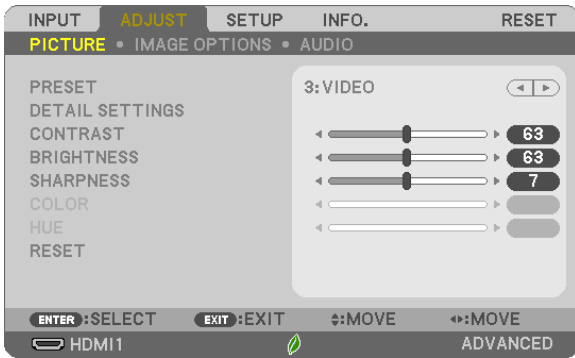 INPUT ADJUST SETUP INFO. RESET
PICTURE • IMAGE OPTIONS • AUDIO
PRESET 3:VIDEO
DETAIL SETTINGS
CONTRAST 63
BRIGHTNESS 63
SHARPNESS 7
COLOR
HUE
RESET
ENTER :SELECT EXIT :EXIT :MOVE :MOVE
HDMI1 ADVANCED